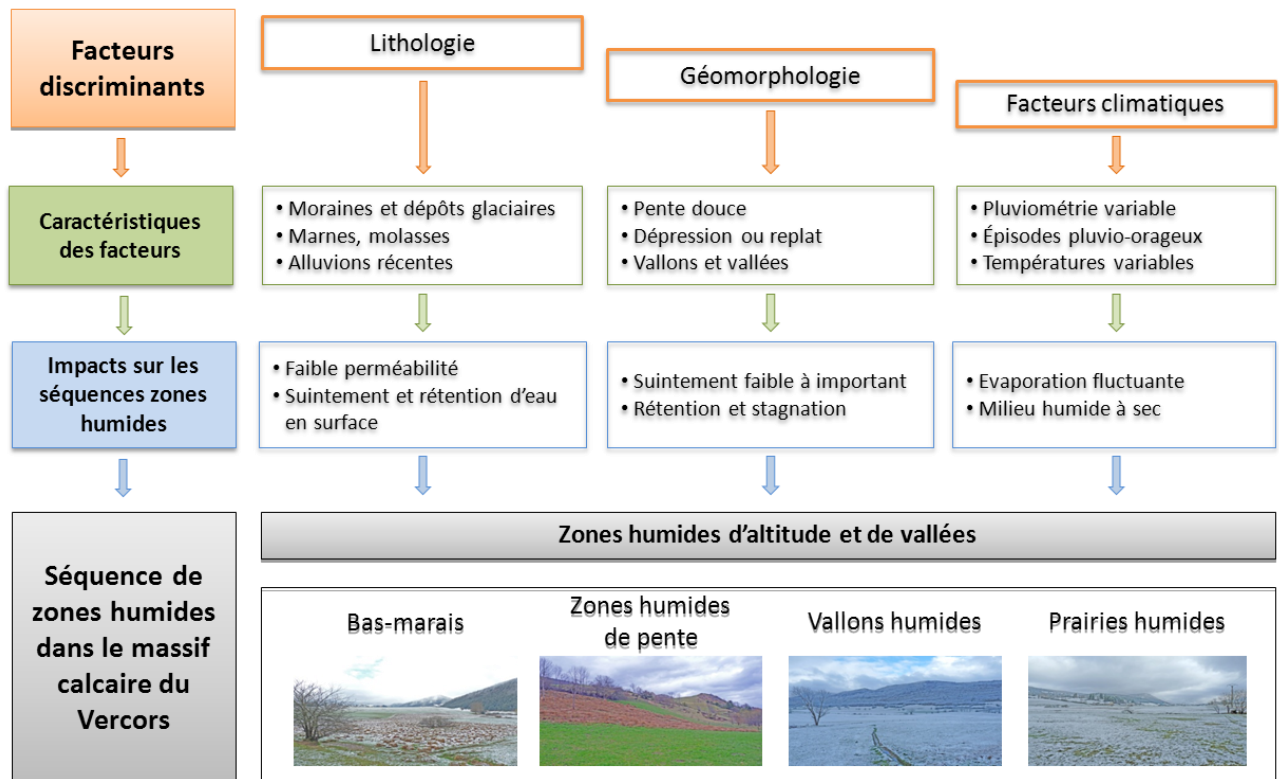 Facteurs
discriminants
Lithologie
Géomorphologie
Facteurs climatiques
Caractéristiques
des facteurs
• Moraines et dépôts glaciaires
• Marnes, molasses
• Alluvions récentes
• Pente douce
• Dépression ou replat
• Vallons et vallées
• Pluviométrie variable
• Épisodes pluvio-orageux
• Températures variables
Impacts sur les
séquences zones
humides
• Faible perméabilité
• Suintement et rétention d'eau
en surface
• Suintement faible à important
• Rétention et stagnation
• Evaporation fluctuante
• Milieu humide à sec
Séquence de
zones humides
dans le massif
calcaire du
Vercors
Zones humides d'altitude et de vallées
Bas-marais
Zones humides
de pente
Vallons humides
Prairies humides